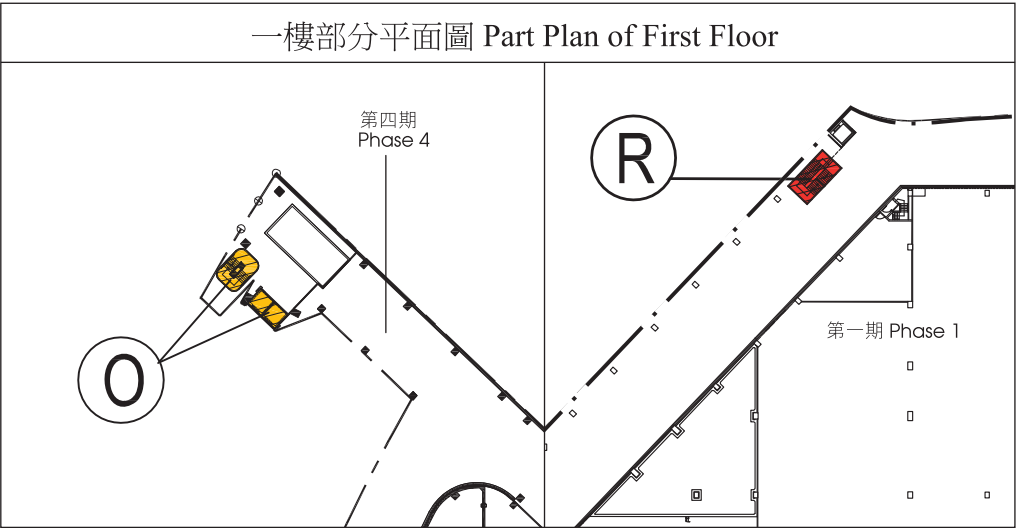 一樓部分平面圖 Part Plan of First Floor
第四期
Phase 4
R
O
第一期 Phase 1